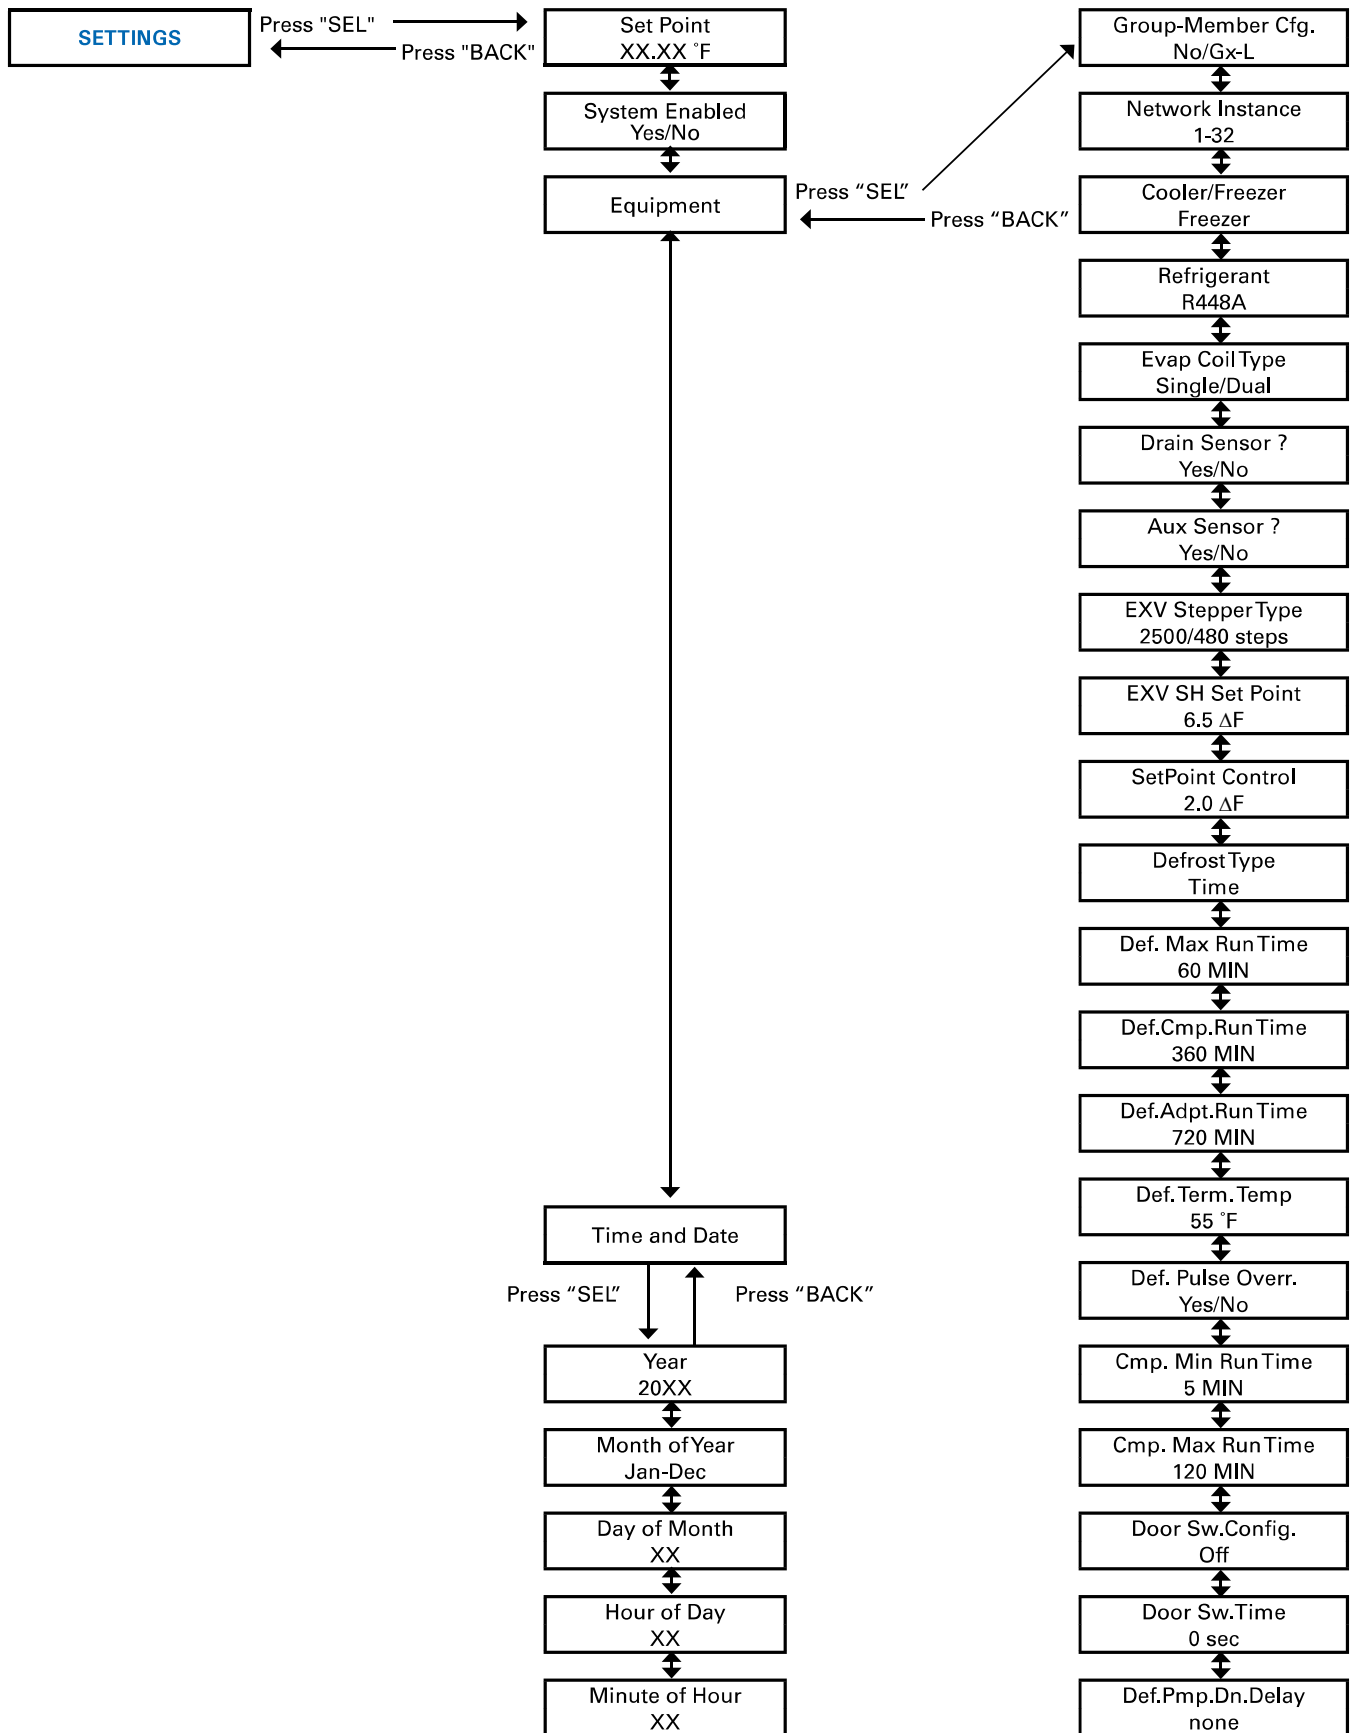 SETTINGS
Press "SEL"
Press "BACK"
Set Point
XX.XX °F
System Enabled
Yes/No
Equipment
Press “SEL”
Press “BACK”
Time and Date
Press “SEL”
Press “BACK”
Year
20XX
Month of Year
Jan-Dec
Day of Month
XX
Hour of Day
XX
Minute of Hour
XX
Group-Member Cfg.
No/Gx-L
Network Instance
1-32
Cooler/Freezer
Freezer
Refrigerant
R448A
Evap Coil Type
Single/Dual
Drain Sensor ?
Yes/No
Aux Sensor ?
Yes/No
EXV Stepper Type
2500/480 steps
EXV SH Set Point
6.5 ΔF
SetPoint Control
2.0 ΔF
Defrost Type
Time
Def. Max Run Time
60 MIN
Def.Cmp.Run Time
360 MIN
Def.Adpt.Run Time
720 MIN
Def. Term. Temp
55 °F
Def. Pulse Overr.
Yes/No
Cmp. Min Run Time
5 MIN
Cmp. Max Run Time
120 MIN
Door Sw.Config.
Off
Door Sw.Time
0 sec
Def.Pmp.Dn.Delay
none